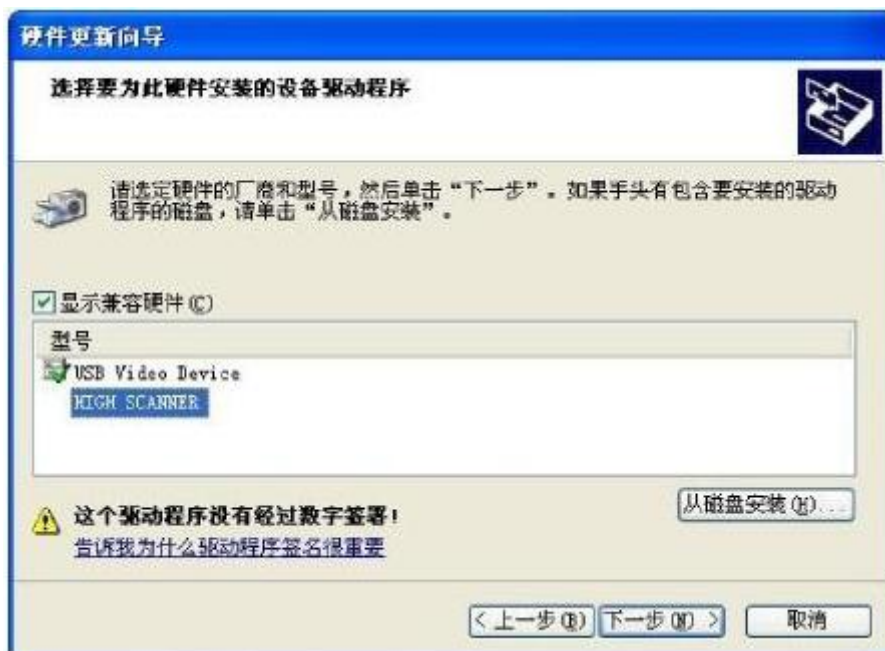 硬件更新向导
选择要为此硬件安装的设备驱动程序
请选定硬件的厂商和型号，然后单击“下一步”。如果手头有包含要安装的驱动
程序的磁盘，请单击“从磁盘安装”。
显示兼容硬件(C)
型号
USB Video Device
HIGH SCANNER
从磁盘安装(H)...
这个驱动程序没有经过数字签署!
告诉我为什么驱动程序签名很重要
< 上一步(B) 下一步(N) > 取消